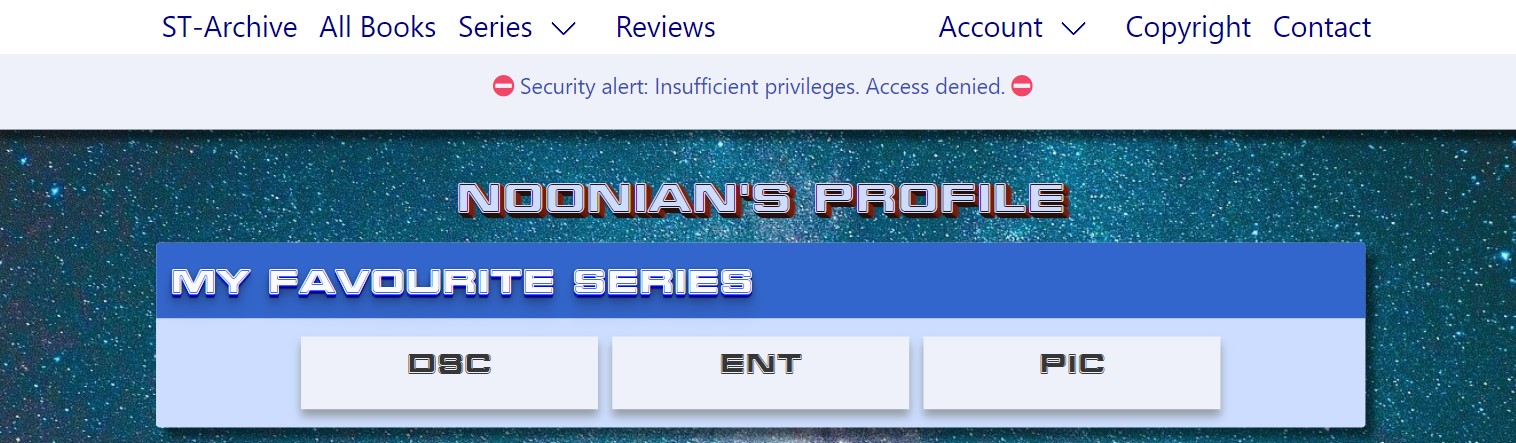 ST-Archive All Books Series Reviews Account Copyright Contact
⛔ Security alert: Insufficient privileges. Access denied. ⛔
NOONIAN'S PROFILE
MY FAVOURITE SERIES
DSC ENT PIC